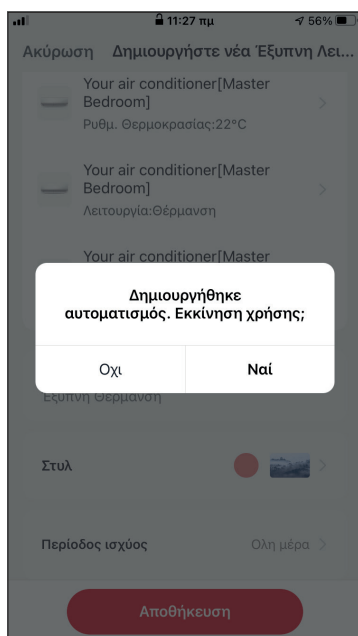 11:27 πμ
56%
Ακύρωση Δημιουργήστε νέα Έξυπνη Λει...
Your air conditioner[Master
Bedroom]
Ρυθμ. Θερμοκρασίας:22°C
Your air conditioner[Master
Bedroom]
Λειτουργία:Θέρμανση
Your air conditioner[Master
Δημιουργήθηκε
αυτοματισμός. Εκκίνηση χρήσης;
Οχι
Ναί
Έξυπνη Θέρμανση
Στυλ
Περίοδος ισχύος
Ολη μέρα
Αποθήκευση